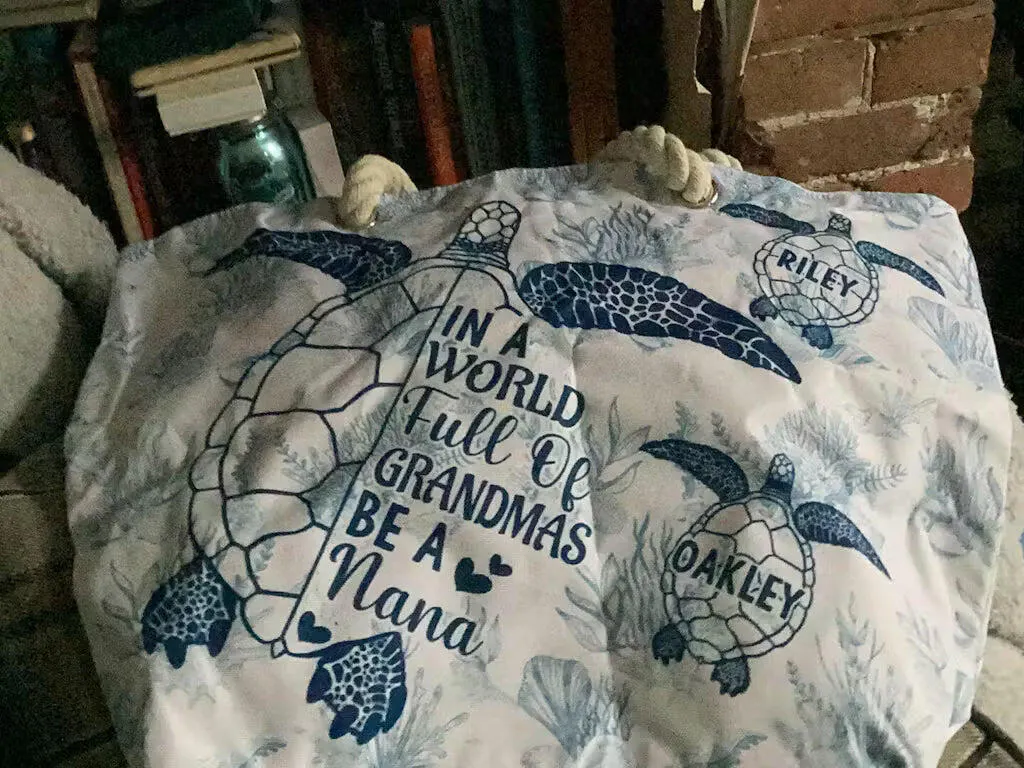 IN A
WORLD
Full Of
GRANDMAS
BE A
Nana
RILEY
OAKLEY